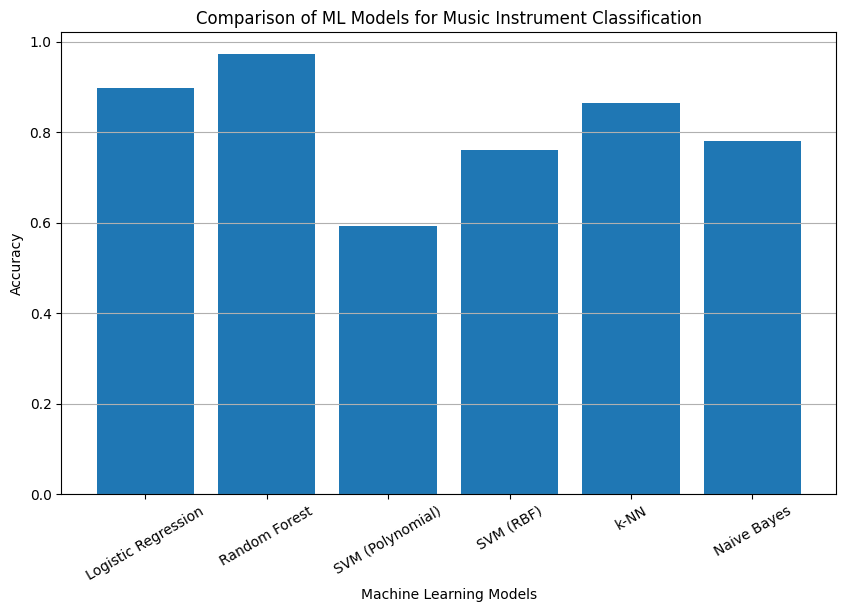 Comparison of ML Models for Music Instrument Classification
1.0
0.8
0.6
0.4
0.2
0.0
Accuracy
Logistic Regression
Random Forest
SVM (Polynomial)
SVM (RBF)
k-NN
Naive Bayes
Machine Learning Models